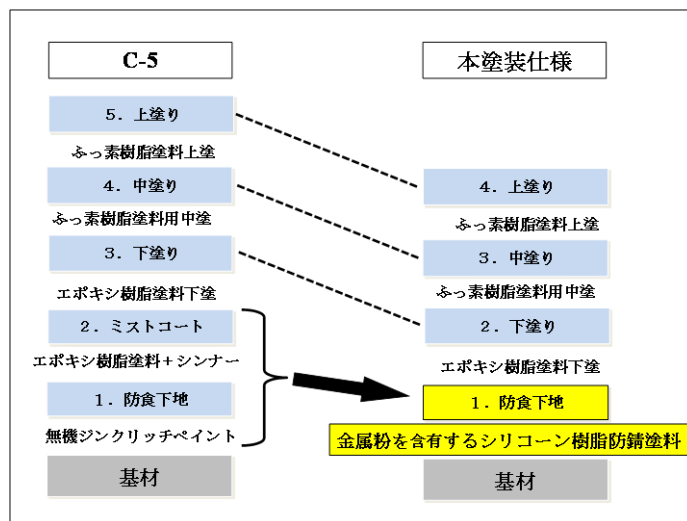 C-5
5．上塗り
ふっ素樹脂塗料上塗
4．中塗り
ふっ素樹脂塗料用中塗
3．下塗り
エポキシ樹脂塗料下塗
2．ミストコート
エポキシ樹脂塗料＋シンナー
1．防食下地
無機ジンクリッチペイント
基材
本塗装仕様
4．上塗り
ふっ素樹脂塗料上塗
3．中塗り
ふっ素樹脂塗料用中塗
2．下塗り
エポキシ樹脂塗料下塗
1．防食下地
金属粉を含有するシリコーン樹脂防錆塗料
基材